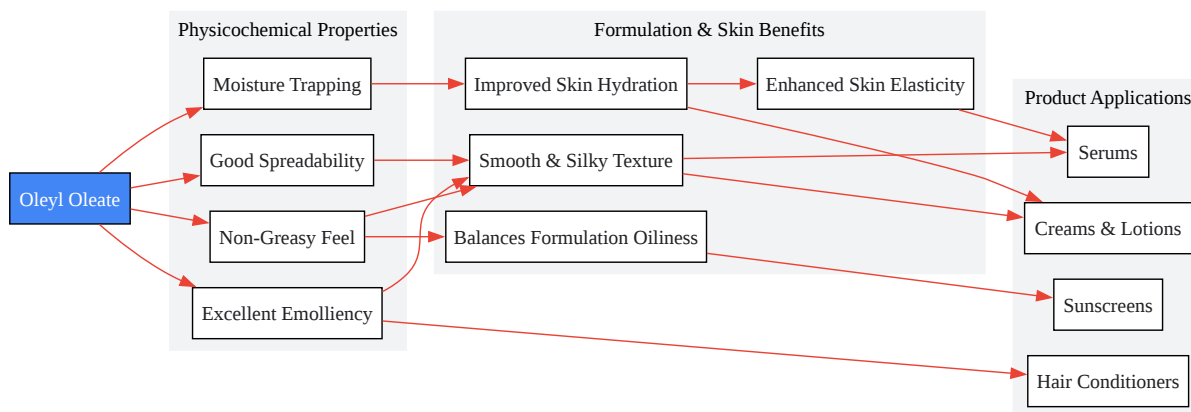 Oleyl Oleate
Physicochemical Properties
Moisture Trapping
Good Spreadability
Non-Greasy Feel
Excellent Emolliency
Formulation & Skin Benefits
Improved Skin Hydration
Enhanced Skin Elasticity
Smooth & Silky Texture
Balances Formulation Oiliness
Product Applications
Serums
Creams & Lotions
Sunscreens
Hair Conditioners